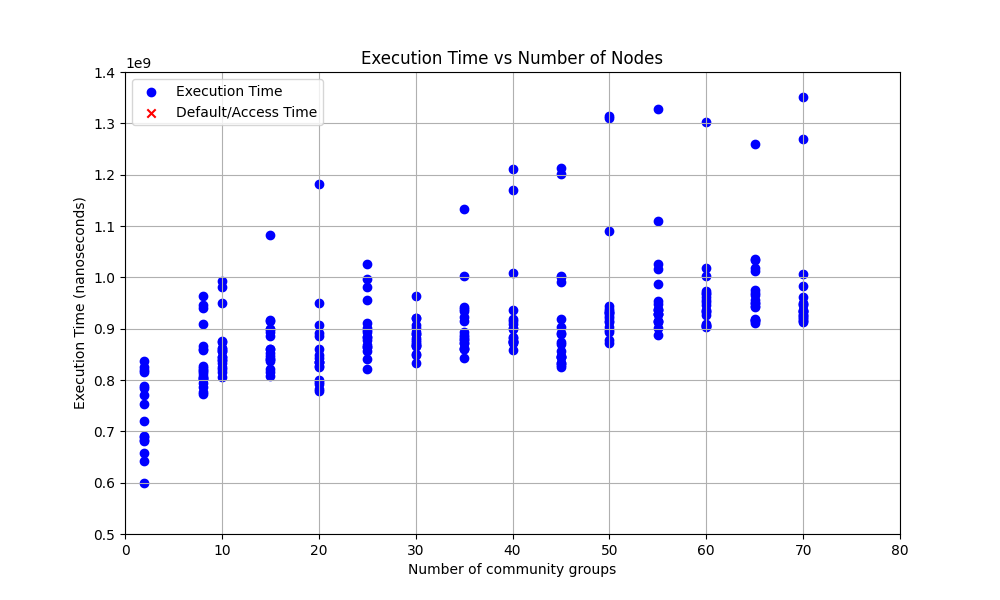 Execution Time vs Number of Nodes
1e9
Execution Time
Default/Access Time
Execution Time (nanoseconds)
1.4
1.3
1.2
1.1
1.0
0.9
0.8
0.7
0.6
0.5
0 10 20 30 40 50 60 70 80
Number of community groups